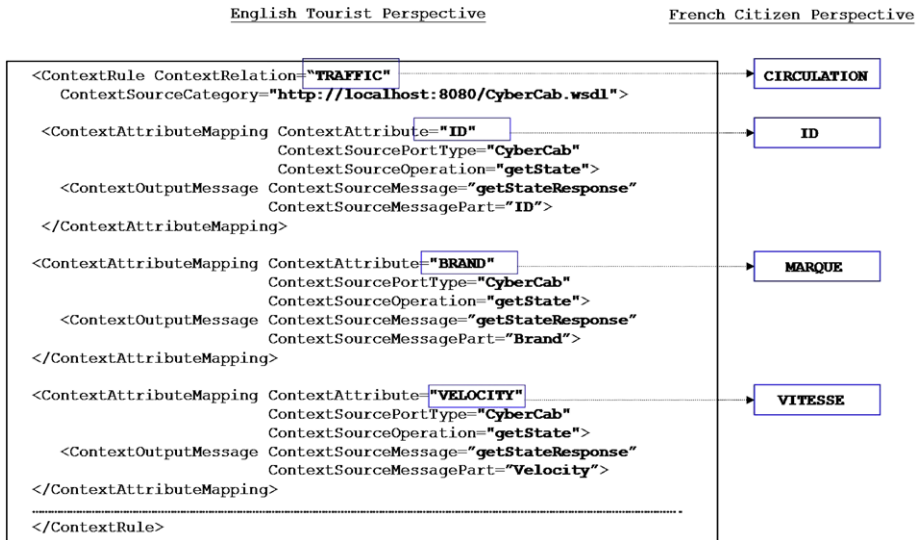 English Tourist Perspective
French Citizen Perspective
<ContextRule ContextRelation="TRAFFIC"
CIRCULATION
ContextSourceCategory="http://localhost:8080/CyberCab.wsdl">
<ContextAttributeMapping ContextAttribute="ID"
ID
ContextSourcePortType="CyberCab"
ContextSourceOperation="getState">
<ContextOutputMessage ContextSourceMessage="getStateResponse"
ContextSourceMessagePart="ID">
</ContextAttributeMapping>
<ContextAttributeMapping ContextAttribute="BRAND"
MARQUE
ContextSourcePortType="CyberCab"
ContextSourceOperation="getState">
<ContextOutputMessage ContextSourceMessage="getStateResponse"
ContextSourceMessagePart="Brand">
</ContextAttributeMapping>
<ContextAttributeMapping ContextAttribute="VELOCITY"
VITESSE
ContextSourcePortType="CyberCab"
ContextSourceOperation="getState">
<ContextOutputMessage ContextSourceMessage="getStateResponse"
ContextSourceMessagePart="Velocity">
</ContextAttributeMapping>
</ContextRule>